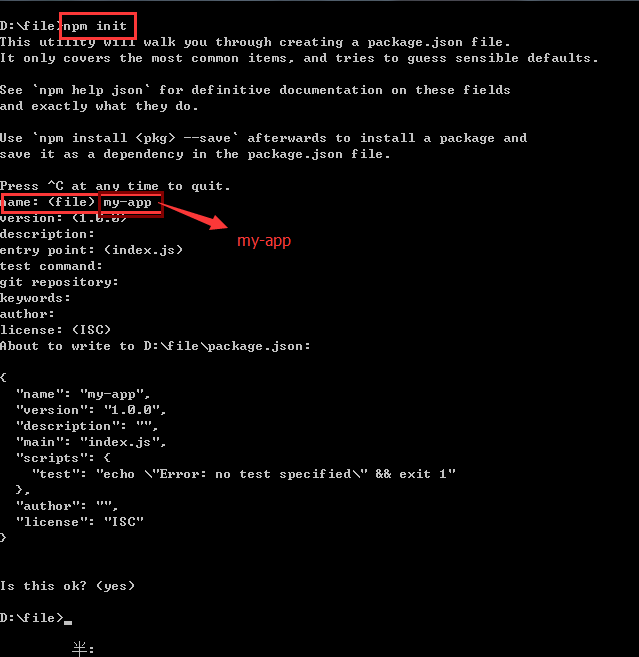 D:\file>npm init
This utility will walk you through creating a package.json file.
It only covers the most common items, and tries to guess sensible defaults.
See `npm help json` for definitive documentation on these fields
and exactly what they do.
Use `npm install <pkg> --save` afterwards to install a package and
save it as a dependency in the package.json file.
Press ^C at any time to quit.
name: (file) my-app
version: (1.0.0)
my-app
description:
entry point: (index.js)
test command:
git repository:
keywords:
author:
license: (ISC)
About to write to D:\file\package.json:
{
  "name": "my-app",
  "version": "1.0.0",
  "description": "",
  "main": "index.js",
  "scripts": {
    "test": "echo \"Error: no test specified\" && exit 1"
  },
  "author": "",
  "license": "ISC"
}
Is this ok? (yes)
D:\file>_
半: